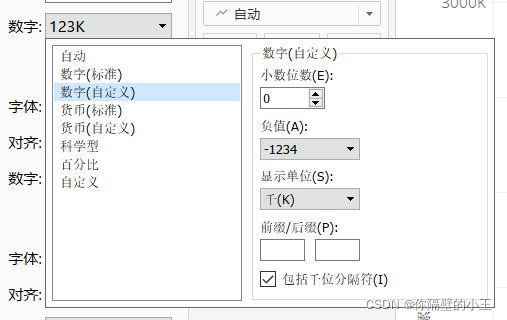 数字: 123K
自动
3000K
自动
数字(标准)
数字(自定义)
货币(标准)
货币(自定义)
科学型
百分比
自定义
数字(自定义)
小数位数(E):
0
负值(A):
-1234
显示单位(S):
千(K)
前缀/后缀(P):
包括千位分隔符(I)
字体:
对齐:
数字:
字体:
对齐:
CSDN @你隔壁的小王